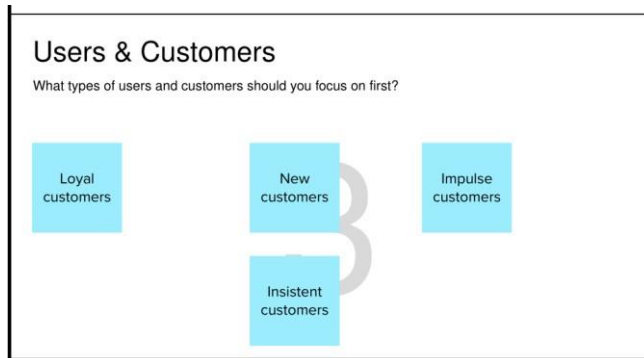 Users & Customers
What types of users and customers should you focus on first?
Loyal
customers
New
customers
Impulse
customers
3
Insistent
customers